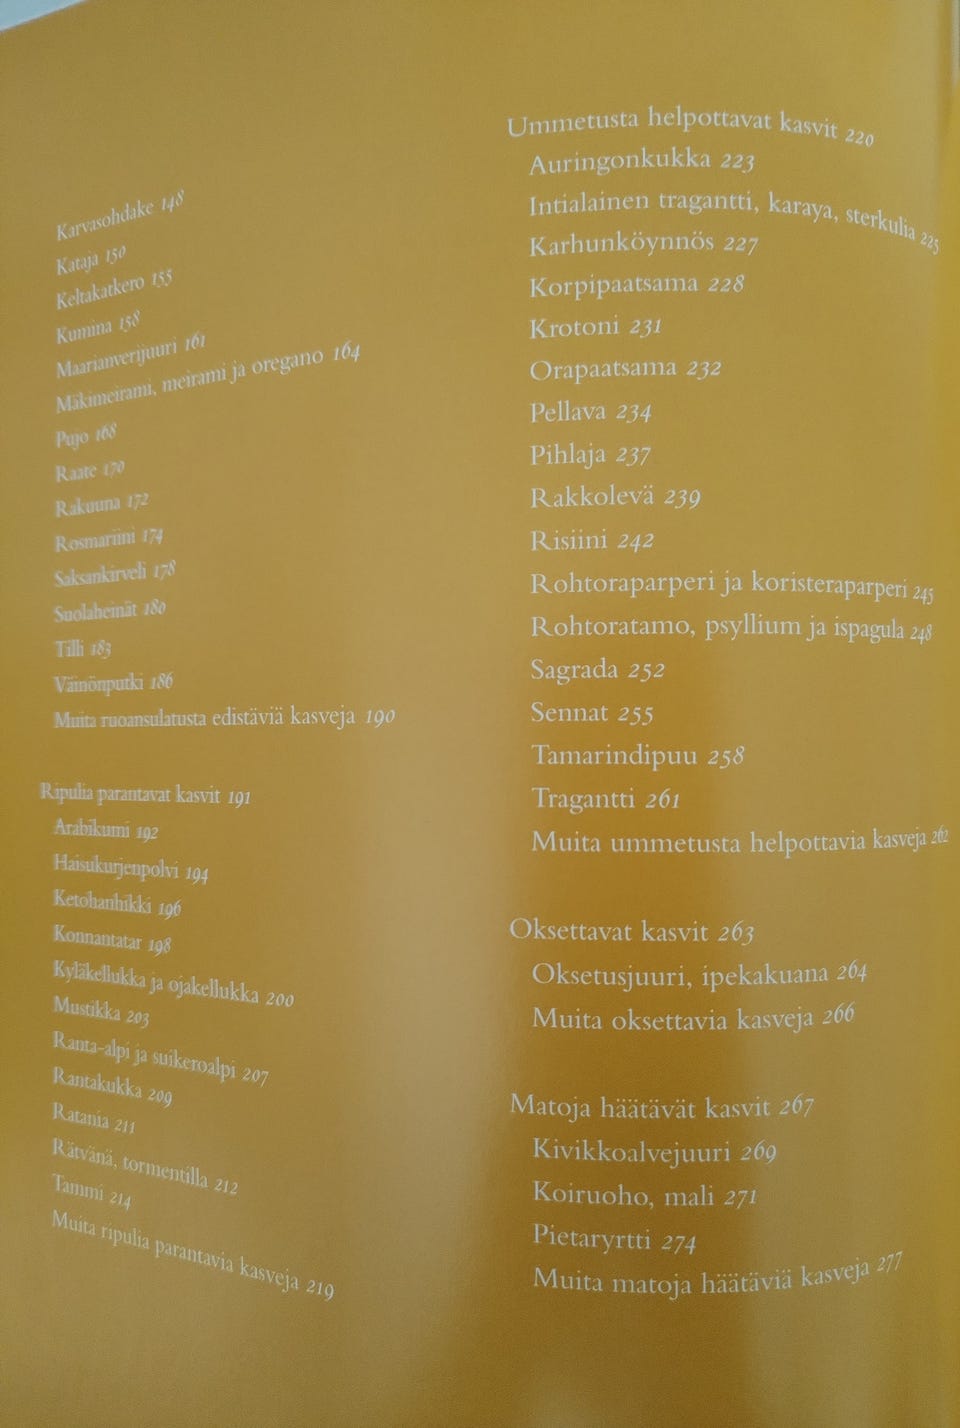 Karvasohdake 148
Kataja 150
Keltakatkero 155
Kumina 158
Maarianverijuuri 161
Mäkimeirami, meirami ja oregano 164
Pujo 168
Raate 170
Rakuuna 172
Rosmariini 174
Saksankirveli 178
Suolaheinät 180
Tilli 183
Väinönputki 186
Muita ruoansulatusta edistäviä kasveja 190
Ripulia parantavat kasvit 191
Arabikumi 192
Haisukurjenpolvi 194
Ketohanhikki 196
Konnantatar 198
Kyläkellukka ja ojakellukka 200
Mustikka 203
Ranta-alpi ja suikeroalpi 207
Rantakukka 209
Ratania 211
Rätvänä, tormentilla 212
Tammi 214
Muita ripulia parantavia kasveja 219
Ummetusta helpottavat kasvit 220
Auringonkukka 223
Intialainen tragantti, karaya, sterkulia 225
Karhunköynnös 227
Korpipaatsama 228
Krotoni 231
Orapaatsama 232
Pellava 234
Pihlaja 237
Rakkolevä 239
Risiini 242
Rohtoraparperi ja koristeraparperi 245
Rohtoratamo, psyllium ja ispagula 248
Sagrada 252
Sennat 255
Tamarindipuu 258
Tragantti 261
Muita ummetusta helpottavia kasveja 262
Oksettavat kasvit 263
Oksetusjuuri, ipekakuana 264
Muita oksettavia kasveja 266
Matoja häätävät kasvit 267
Kivikkoalvejuuri 269
Koiruoho, mali 271
Pietaryrtti 274
Muita matoja häätäviä kasveja 277